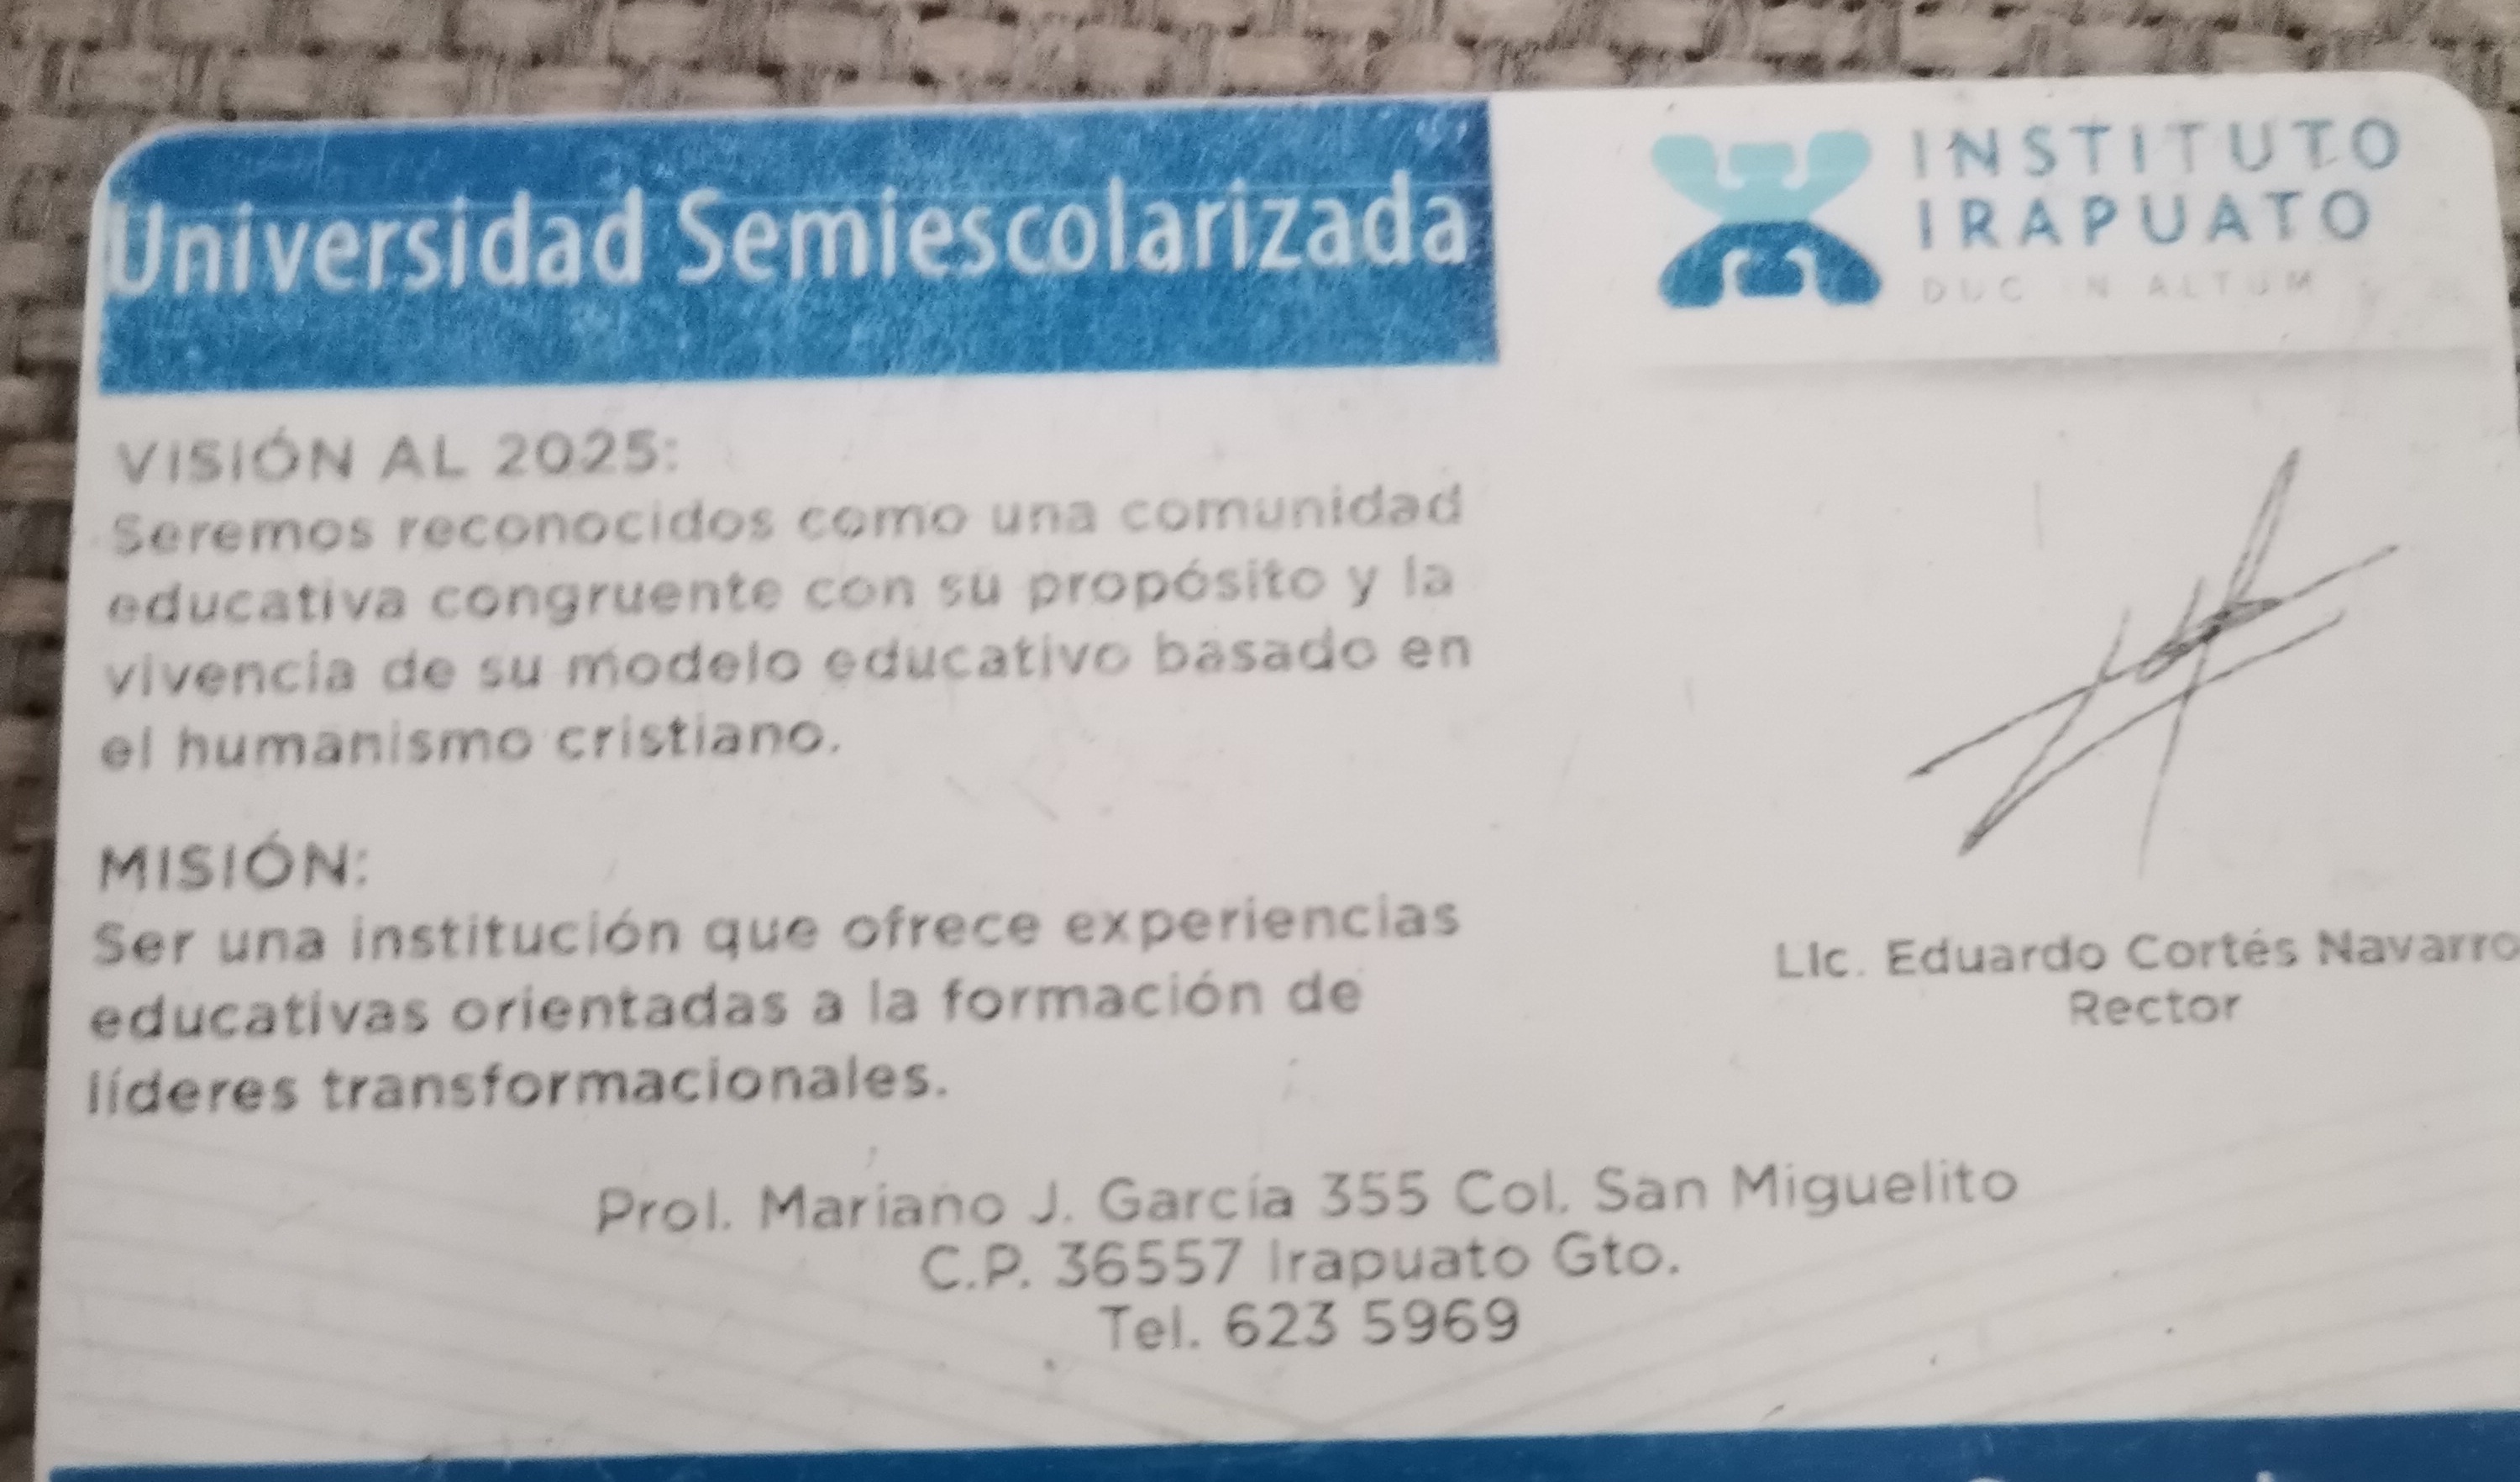 Universidad Semiescolarizada
INSTITUTO
IRAPUATO
DUC IN ALTUM
VISIÓN AL 2025:
Seremos reconocidos como una comunidad
educativa congruente con su propósito y la
vivencia de su modelo educativo basado en
el humanismo cristiano.
MISIÓN:
Ser una institución que ofrece experiencias
educativas orientadas a la formación de
líderes transformacionales.
LIc. Eduardo Cortés Navarro
Rector
Prol. Mariano J. García 355 Col. San Miguelito
C.P. 36557 Irapuato Gto.
Tel. 623 5969